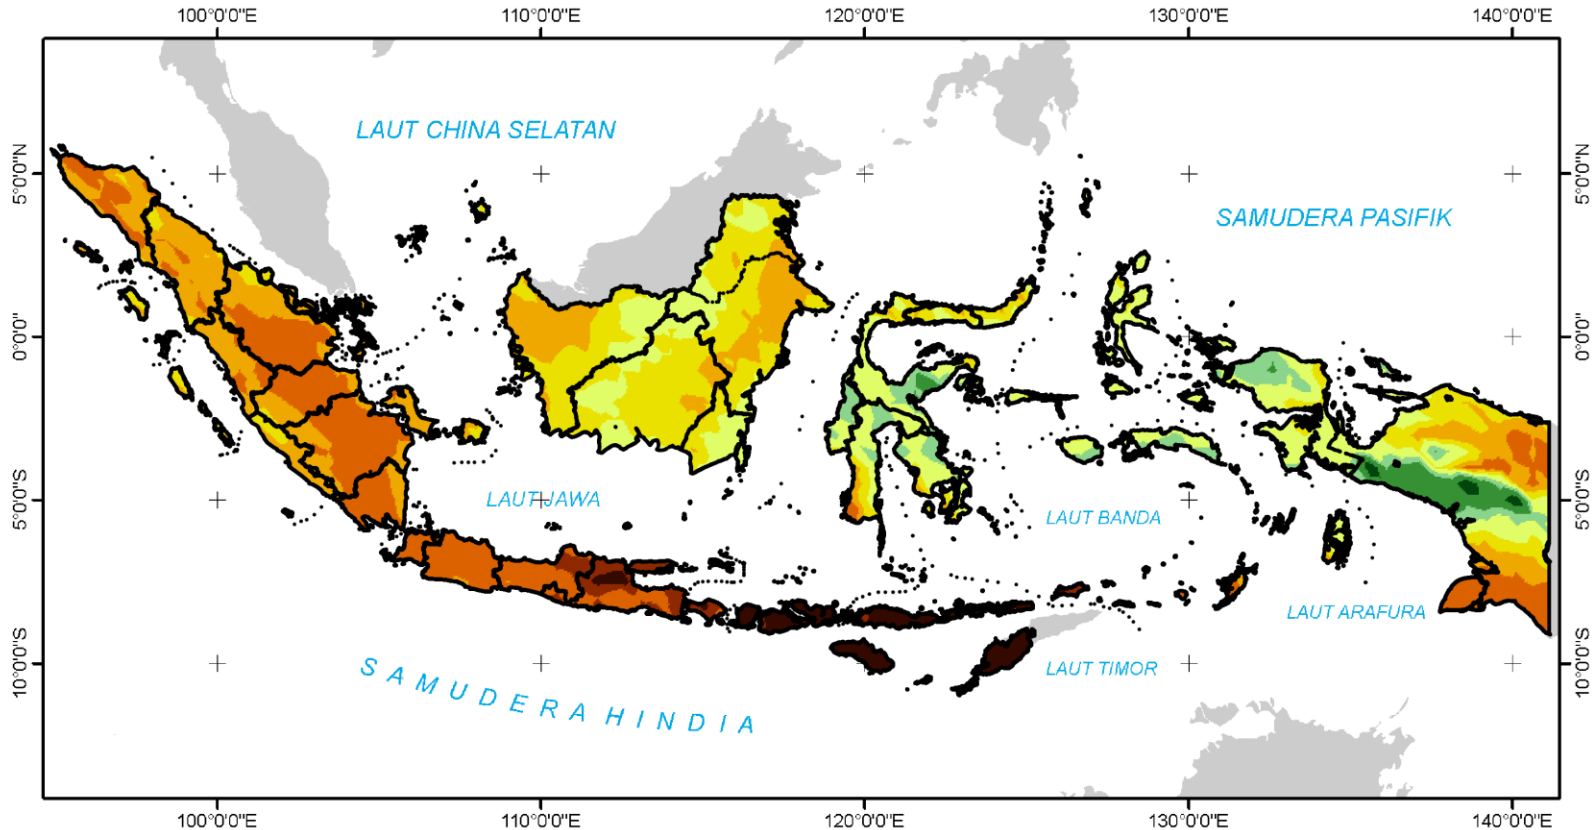 100°0'0"E 110°0'0"E 120°0'0"E 130°0'0"E 140°0'0"E
LAUT CHINA SELATAN
5°0'0"N 5°0'0"N
SAMUDERA PASIFIK
0°0'0" 0°0'0"
LAUT JAWA
5°0'0"S 5°0'0"S
LAUT BANDA
LAUT ARAFURA
10°0'0"S 10°0'0"S
LAUT TIMOR
SAMUDERA HINDIA
100°0'0"E 110°0'0"E 120°0'0"E 130°0'0"E 140°0'0"E